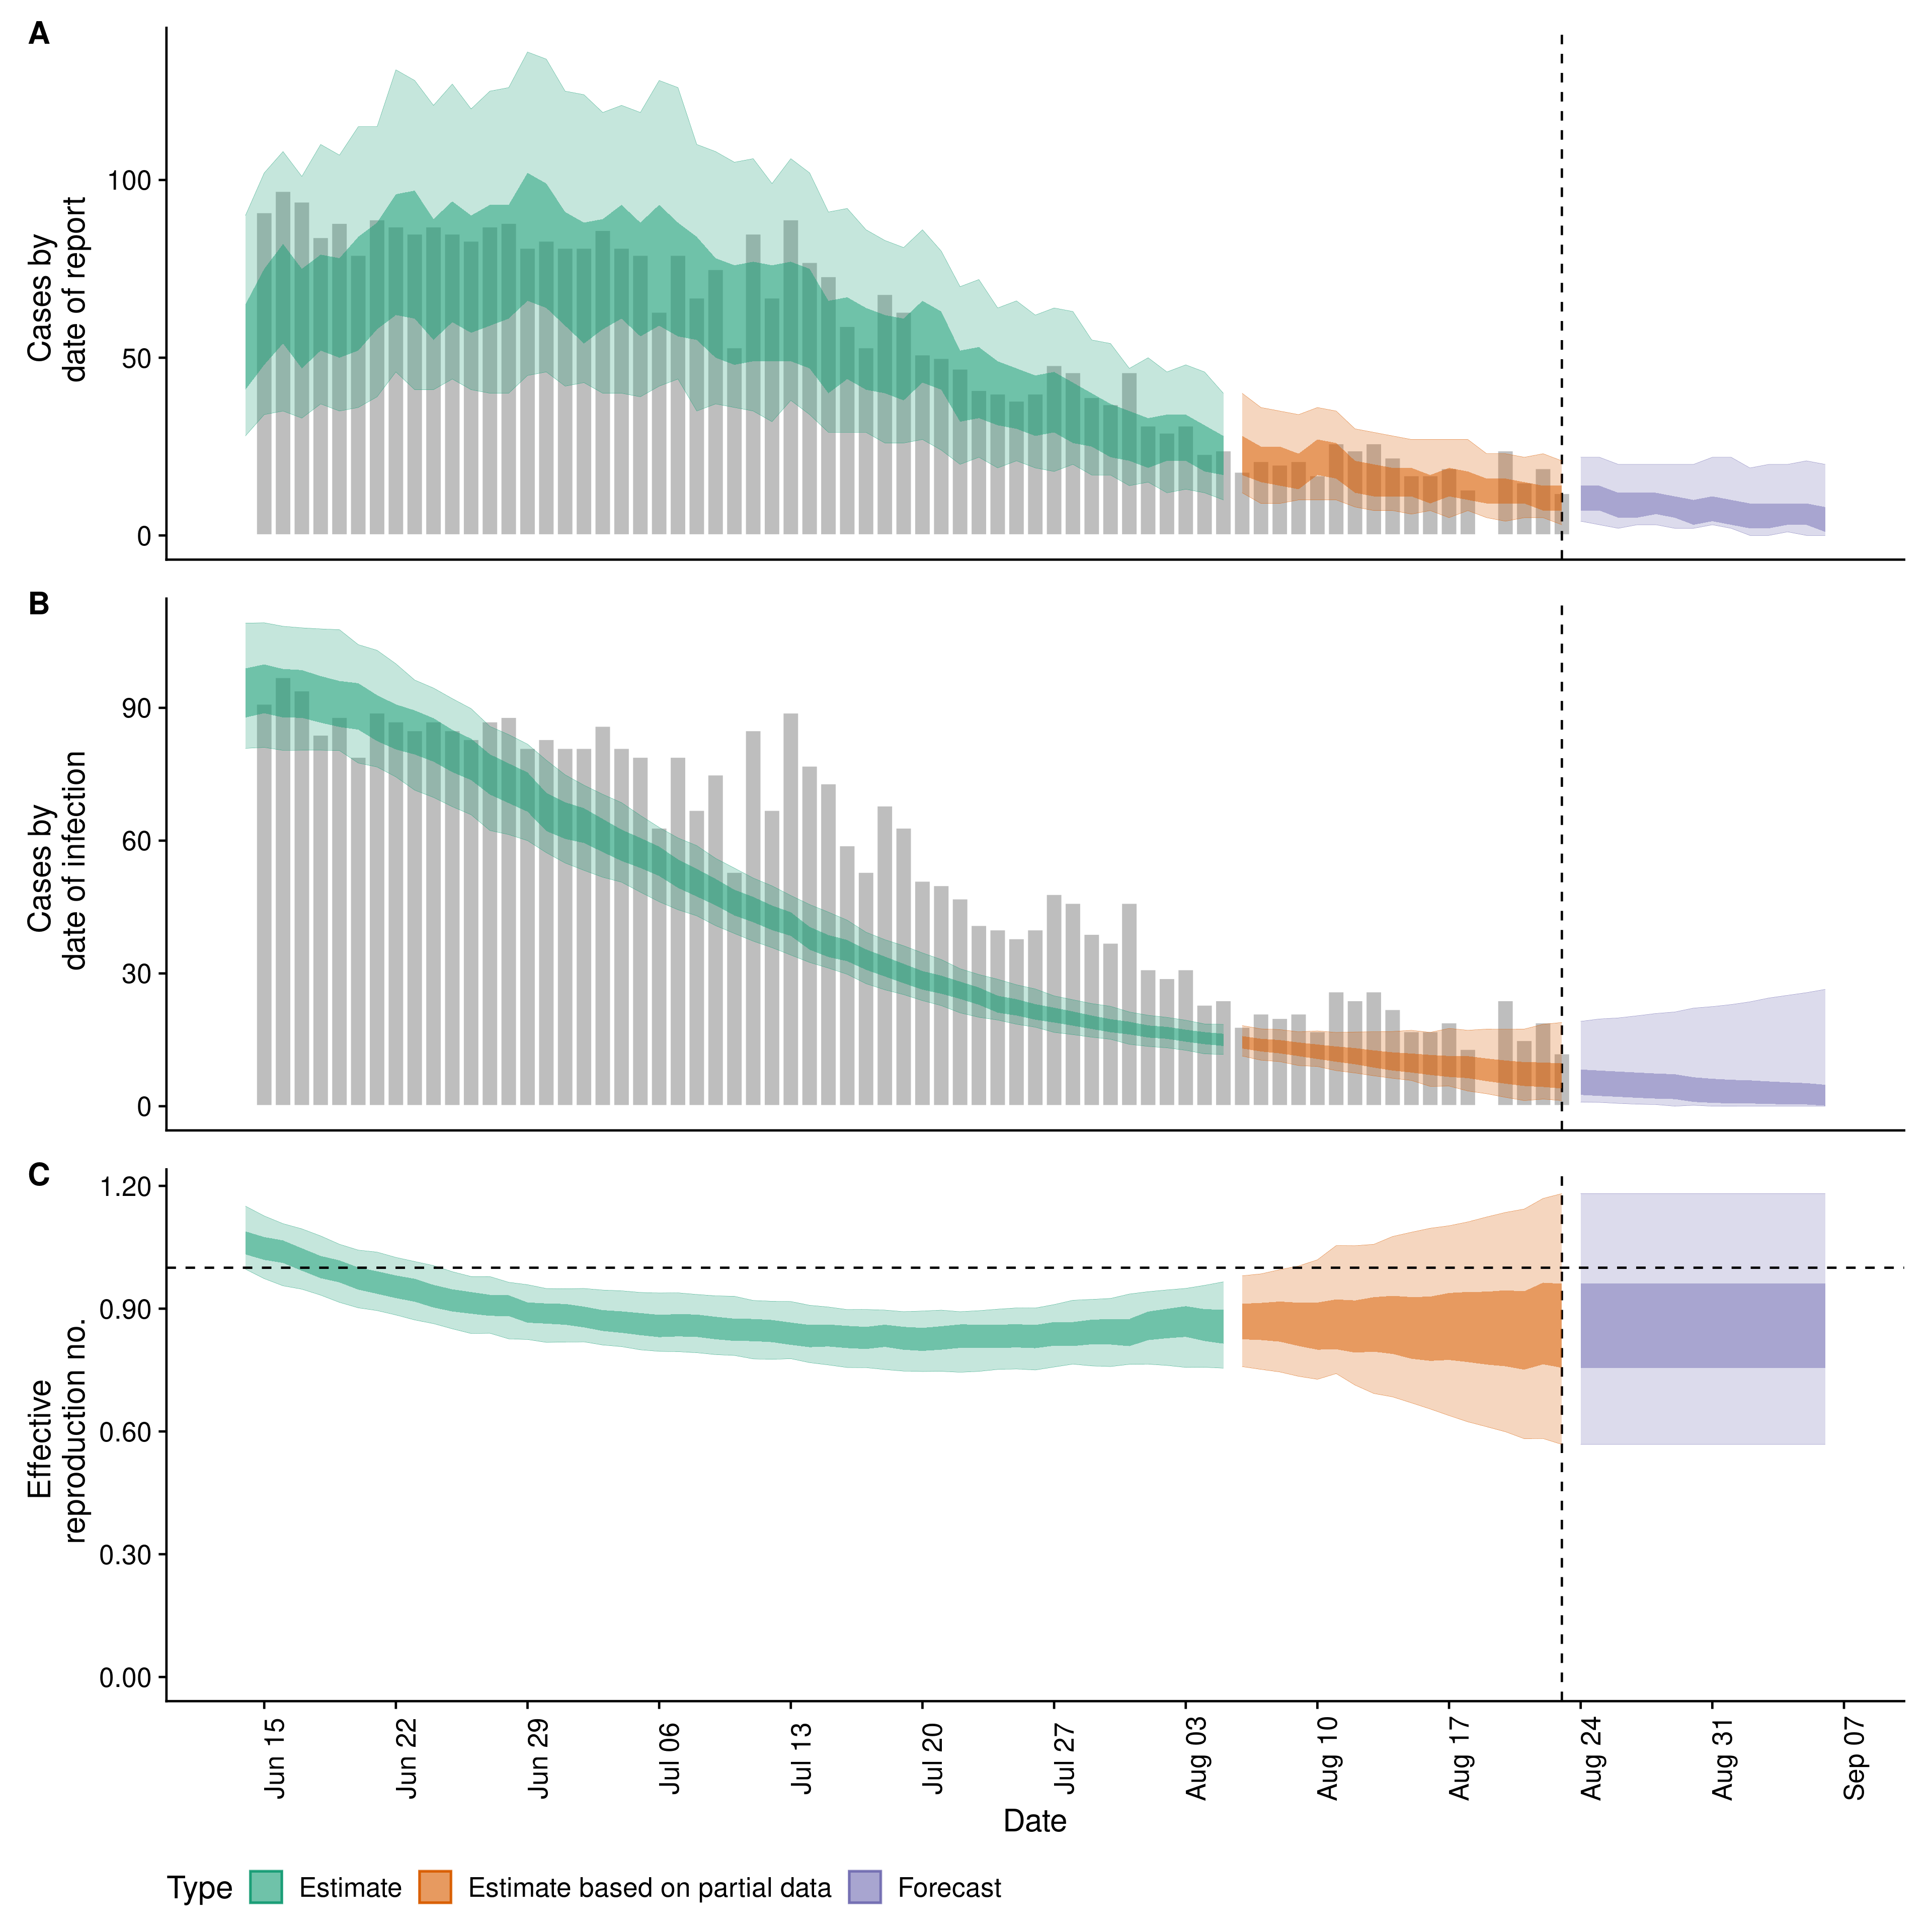 A
Cases by
date of report
100
50
0
B
Cases by
date of infection
90
60
30
0
C
Effective
reproduction no.
1.20
0.90
0.60
0.30
0.00
Jun 15
Jun 22
Jun 29
Jul 06
Jul 13
Jul 20
Jul 27
Aug 03
Aug 10
Aug 17
Aug 24
Aug 31
Sep 07
Date
Type Estimate Estimate based on partial data Forecast